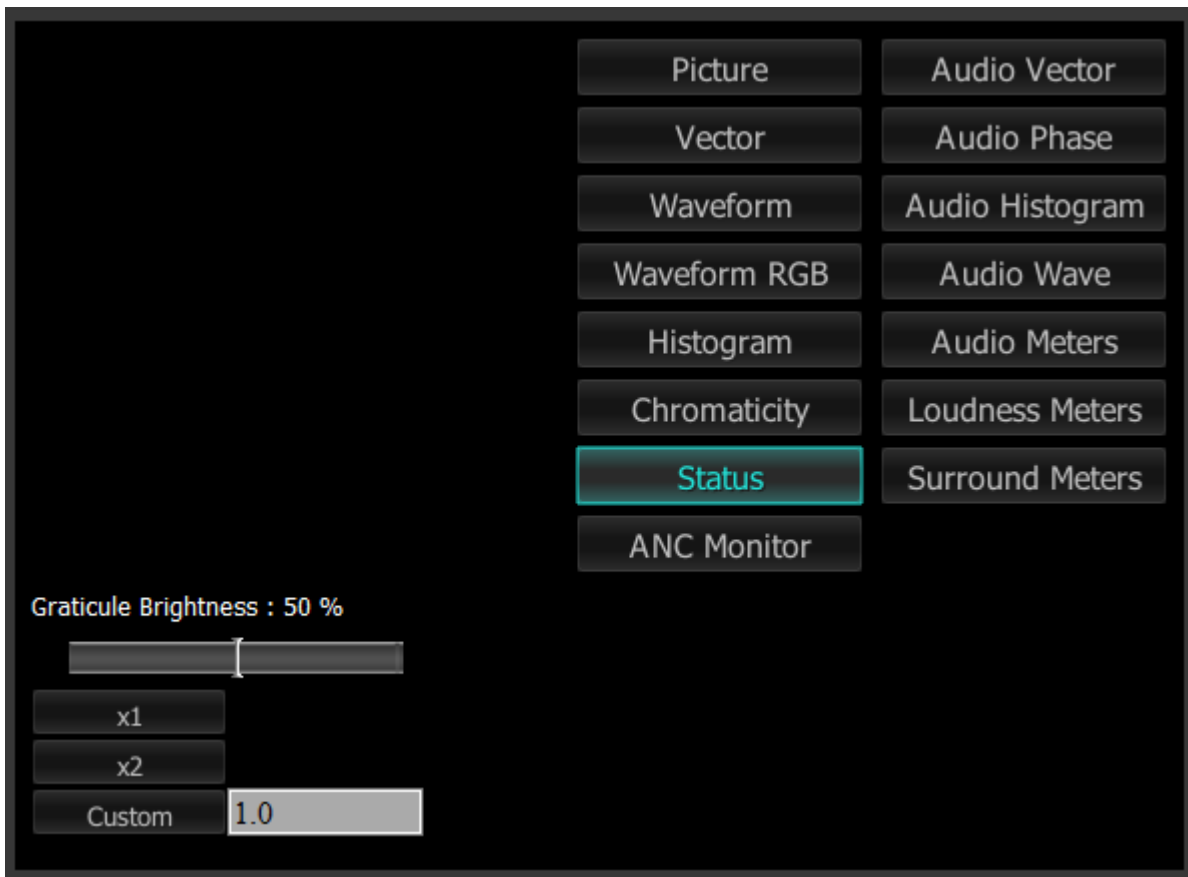 Picture
Audio Vector
Vector
Audio Phase
Waveform
Audio Histogram
Waveform RGB
Audio Wave
Histogram
Audio Meters
Chromaticity
Loudness Meters
Status
Surround Meters
ANC Monitor
Graticule Brightness : 50 %
x1
x2
Custom
1.0